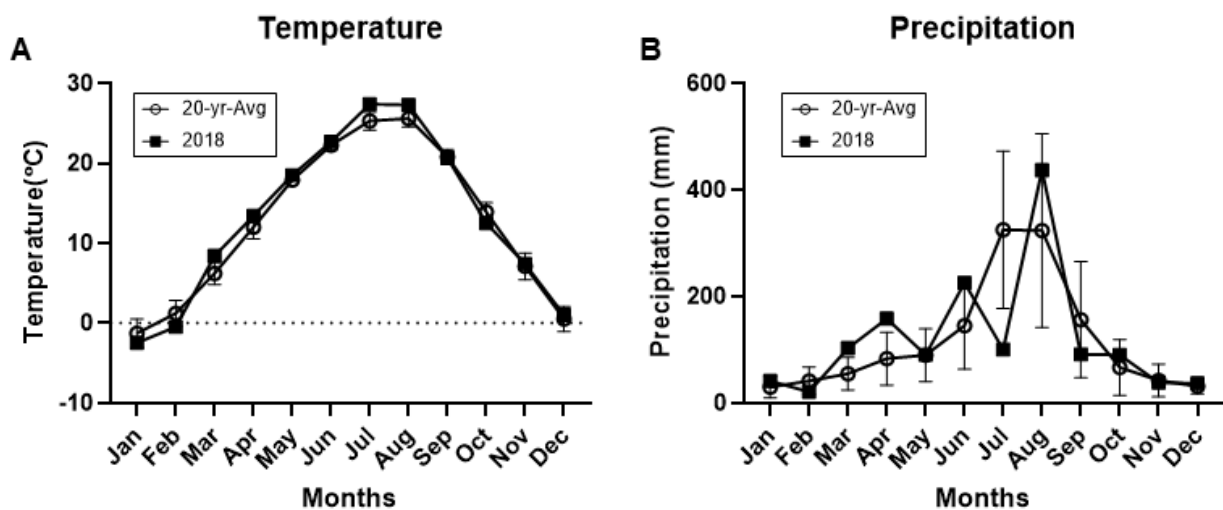 A
Temperature
30
20
10
0
-10
Temperature(°C)
20-yr-Avg
2018
Jan
Feb
Mar
Apr
May
Jun
Jul
Aug
Sep
Oct
Nov
Dec
Months
B
Precipitation
600
400
200
0
Precipitation (mm)
20-yr-Avg
2018
Jan
Feb
Mar
Apr
May
Jun
Jul
Aug
Sep
Oct
Nov
Dec
Months